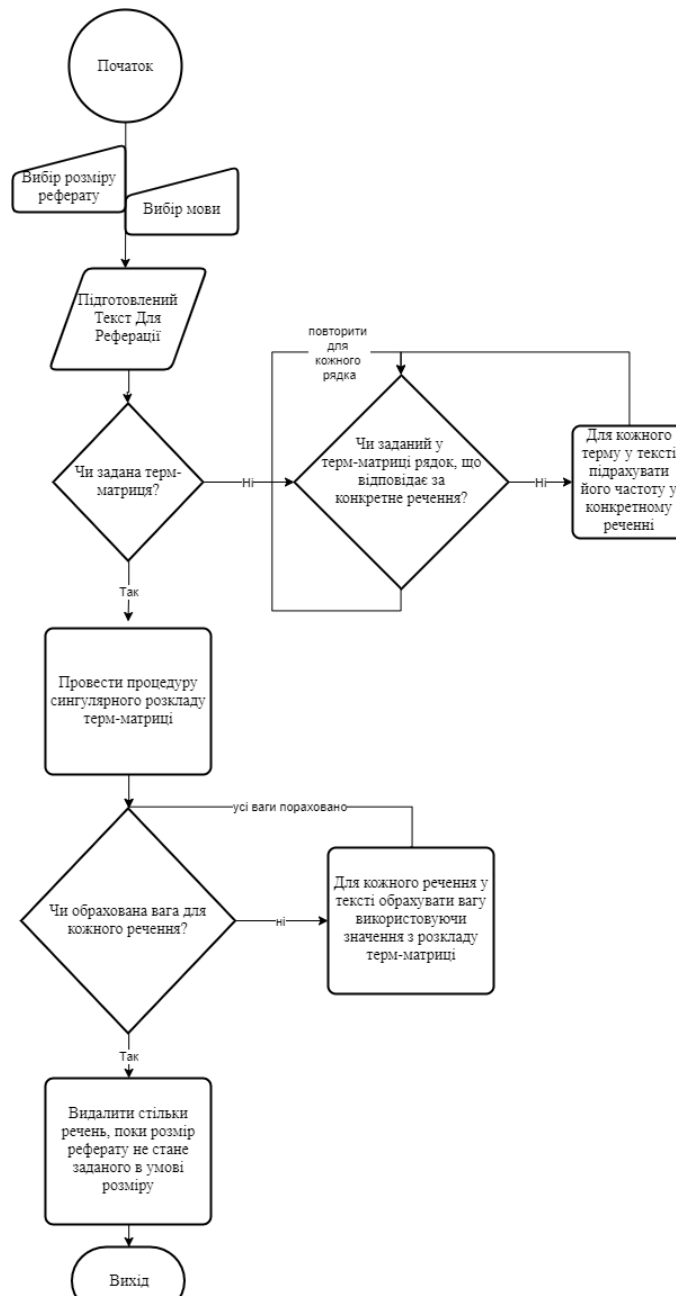 Початок
Вибір розміру
реферату
Вибір мови
Підготовлений
Текст Для
Реферації
повторити
для
кожного
рядка
Чи задана терм-
матриця?
Ні
Чи заданий у
терм-матриці рядок, що
відповідає за
конкретне речення?
Ні
Для кожного
терму у тексті
підрахувати
його частоту у
конкретному
реченні
Так
Провести процедуру
сингулярного розкладу
терм-матриці
усі ваги пораховано
Чи обрахована вага для
кожного речення?
ні
Для кожного речення у
тексті обрахувати вагу
використовуючи
значення з розкладу
терм-матриці
Так
Видалити стільки
речень, поки розмір
реферату не стане
заданого в умові
розміру
Вихід